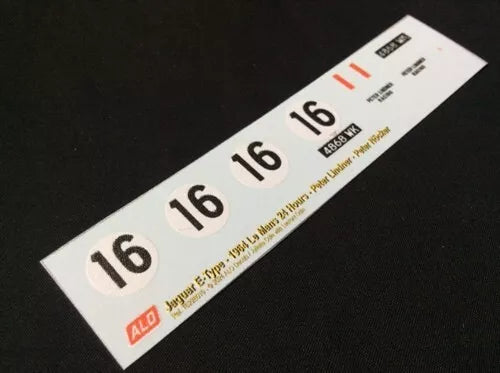 4868 WK
PETER LINDNER
RACING
PETER LINDNER
RACING
16
16
16
16
4868 WK
Jaguar E-Type - 1964 Le Mans 24 Hours - Peter Lindner - Peter Nöcker
ALO